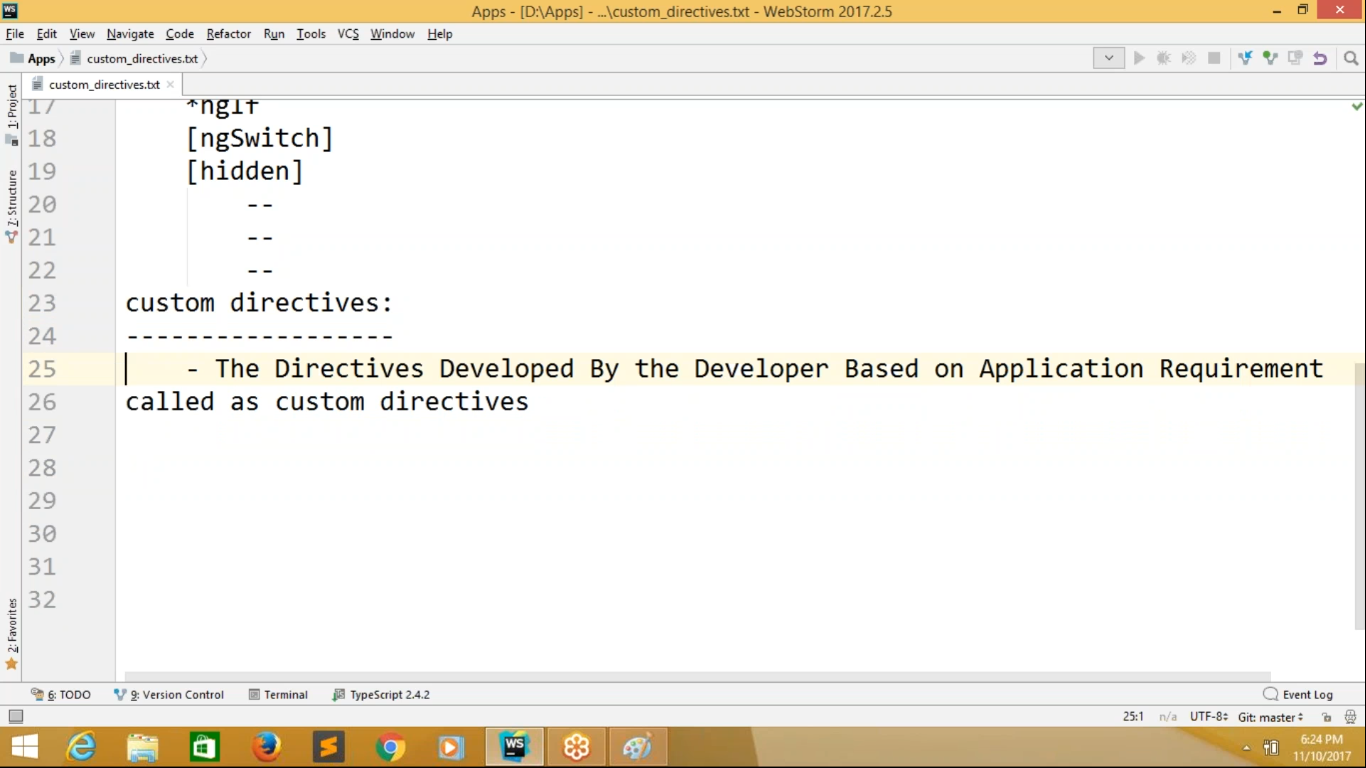 WS Apps - [D:\Apps] - ...\custom_directives.txt - WebStorm 2017.2.5
File Edit View Navigate Code Refactor Run Tools VCS Window Help
Apps custom_directives.txt
custom_directives.txt
1: Project
7: Structure
2: Favorites
17 *ngIf
18 [ngSwitch]
19 [hidden]
20 --
21 --
22 --
23 custom directives:
24 ------------------
25 - The Directives Developed By the Developer Based on Application Requirement
26 called as custom directives
27
28
29
30
31
32
6: TODO 9: Version Control Terminal TypeScript 2.4.2 Event Log
25:1 n/a UTF-8 Git: master
WS 6:24 PM
11/10/2017